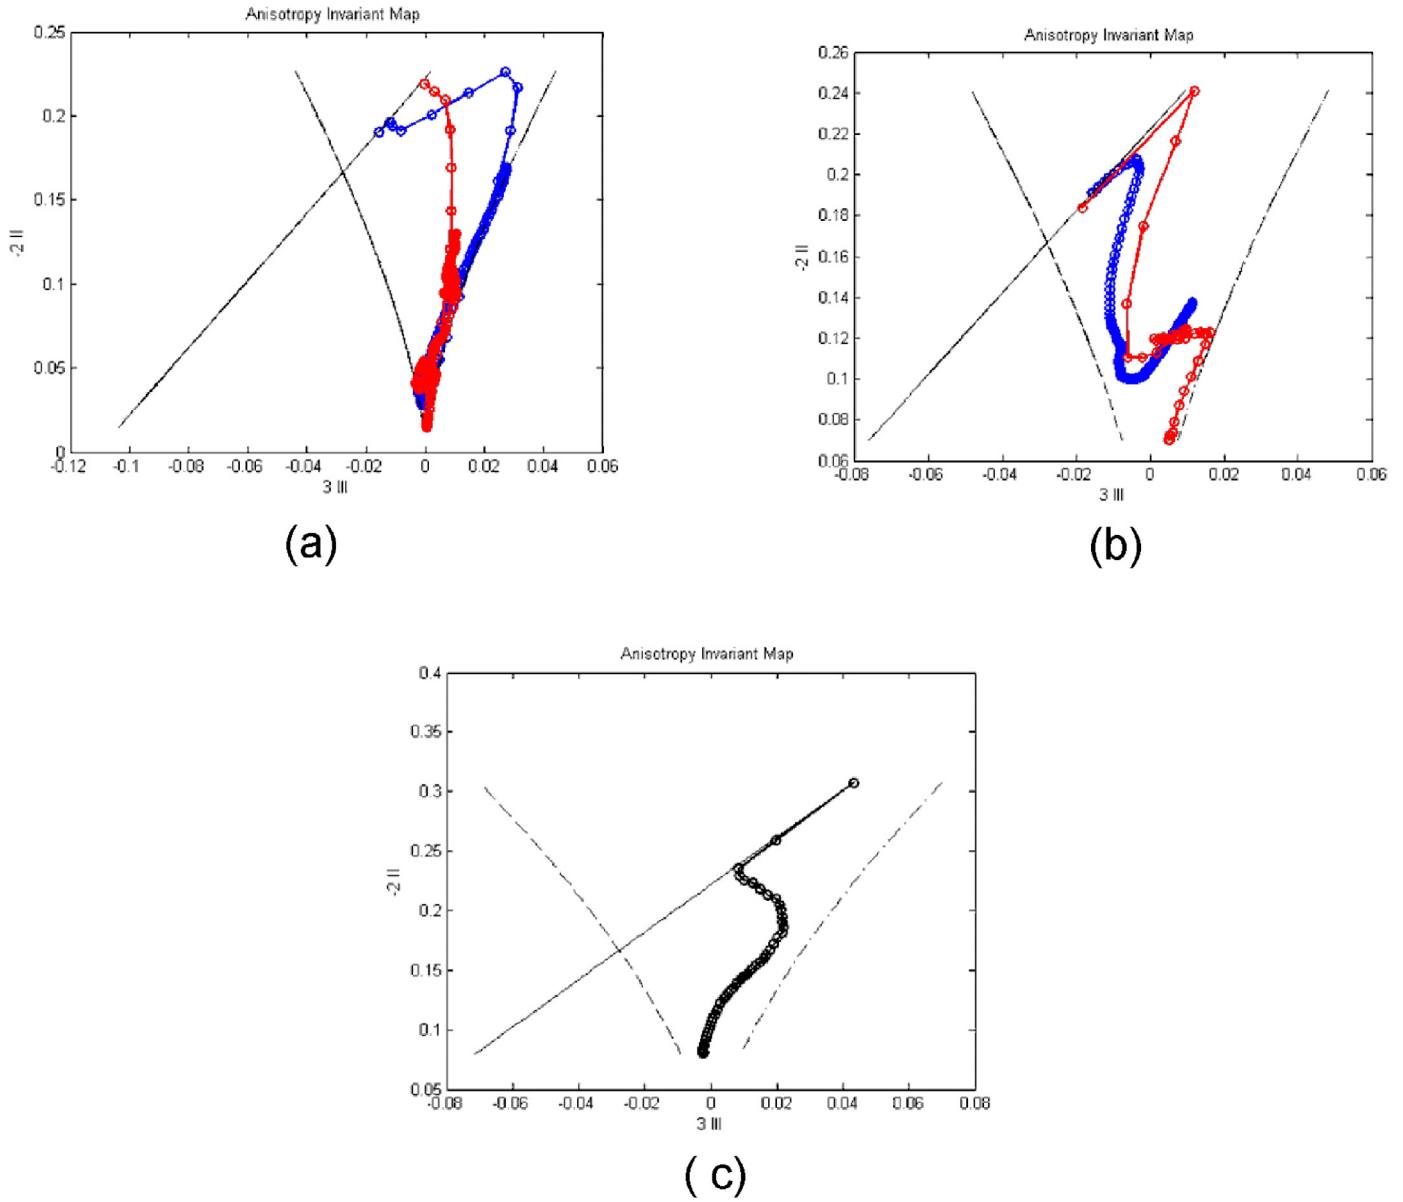 Anisotropy Invariant Map
0.25
0.2
0.15
0.1
0.05
0
-2 II
-0.12 -0.1 -0.08 -0.06 -0.04 -0.02 0 0.02 0.04 0.06
3 III
(a)
Anisotropy Invariant Map
0.26
0.24
0.22
0.2
0.18
0.16
0.14
0.12
0.1
0.08
0.06
-2 II
-0.08 -0.06 -0.04 -0.02 0 0.02 0.04 0.06
3 III
(b)
Anisotropy Invariant Map
0.4
0.35
0.3
0.25
0.2
0.15
0.1
0.05
-2 II
-0.08 -0.06 -0.04 -0.02 0 0.02 0.04 0.06 0.08
3 III
( c)